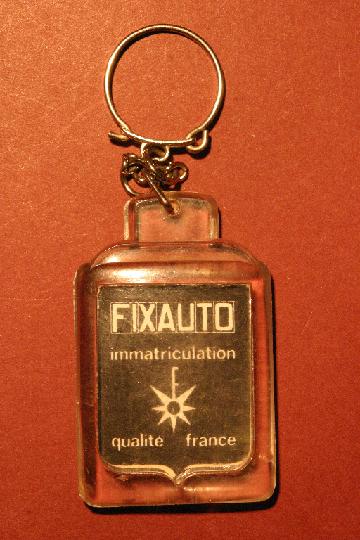 FIXAUTO
immatriculation
F
qualité france